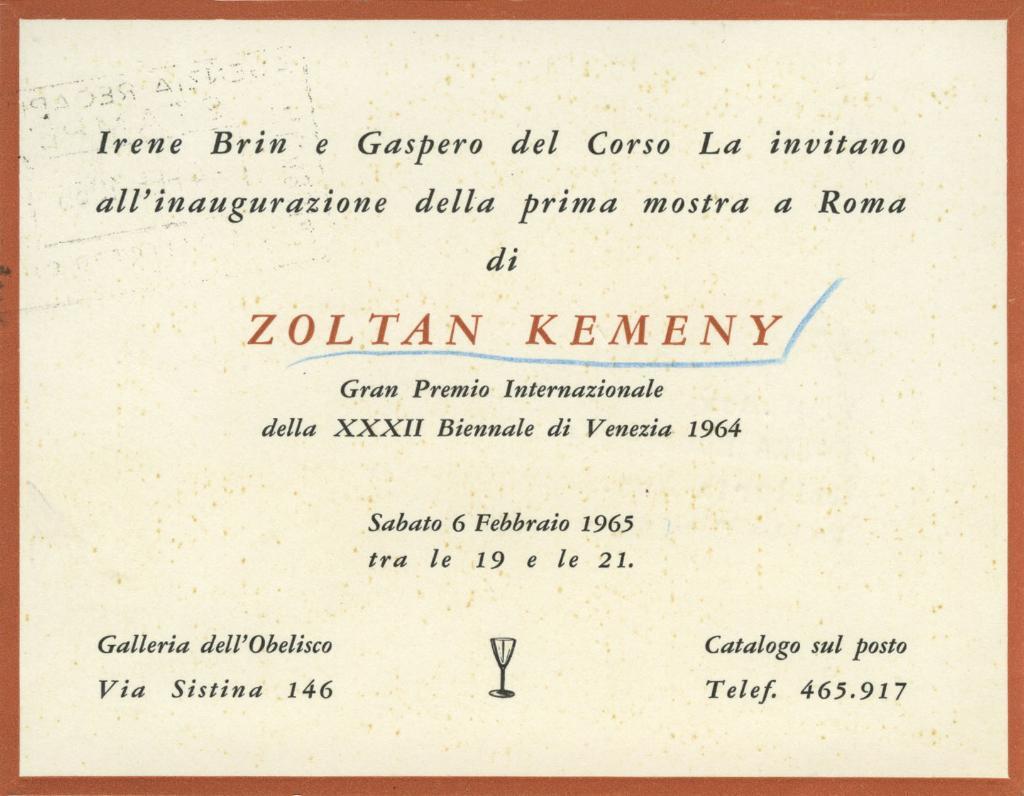 Irene Brin e Gaspero del Corso La invitano
all'inaugurazione della prima mostra a Roma
di
ZOLTAN KEMENY
Gran Premio Internazionale
della XXXII Biennale di Venezia 1964
Sabato 6 Febbraio 1965
tra le 19 e le 21.
Galleria dell'Obelisco
Via Sistina 146
Catalogo sul posto
Telef. 465.917